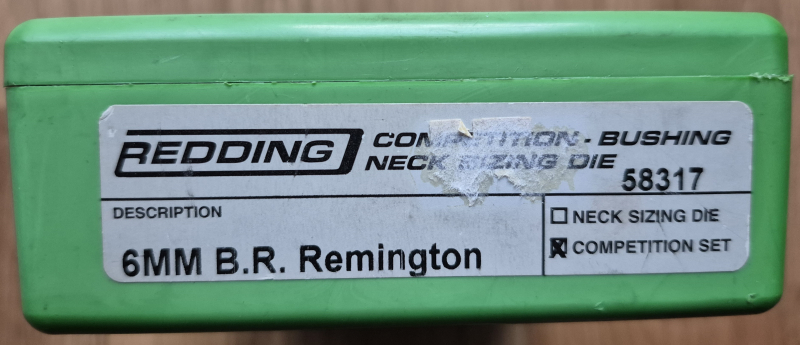 REDDING
COMPETITION - BUSHING
NECK SIZING DIE
58317
DESCRIPTION
6MM B.R. Remington
NECK SIZING DIE
COMPETITION SET